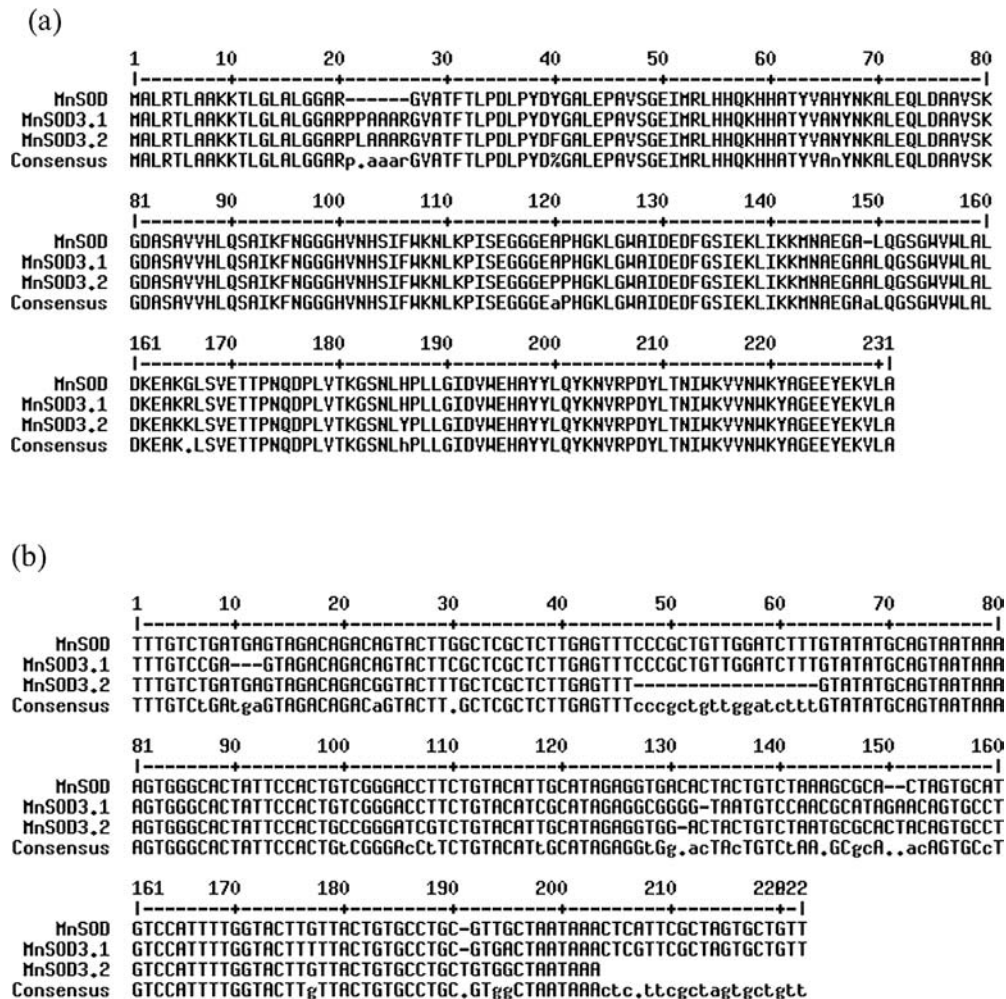 (a)
1 10 20 30 40 50 60 70 80
|--------+---------+---------+---------+---------+---------+---------+---------|
MnSOD MALRTLAAKKTLGLALGGAR------GVATFTLPDLPYDYGALEPAVSGEIMRLHHQKHHATYVAHYNKALEQLDAAVSK
MnSOD3.1 MALRTLAAKKTLGLALGGARPPAAARGVATFTLPDLPYDYGALEPAVSGEIMRLHHQKHHATYVANYNKALEQLDAAVSK
MnSOD3.2 MALRTLAAKKTLGLALGGARPLAAARGVATFTLPDLPYDFGALEPAVSGEIMRLHHQKHHATYVANYNKALEQLDAAVSK
Consensus MALRTLAAKKTLGLALGGARp.aaarGVATFTLPDLPYD%GALEPAVSGEIMRLHHQKHHATYVAnYNKALEQLDAAVSK
81 90 100 110 120 130 140 150 160
|--------+---------+---------+---------+---------+---------+---------+---------|
MnSOD GDASAVVHLQSAIKFNGGGHVNHSIFWKNLKPISEGGGEAPHGKLGWAIDEDFGSIEKLIKKMNAEGA-LQGSGWVWLAL
MnSOD3.1 GDASAVVHLQSAIKFNGGGHVNHSIFWKNLKPISEGGGEAPHGKLGWAIDEDFGSIEKLIKKMNAEGAALQGSGWVWLAL
MnSOD3.2 GDASAVVHLQSAIKFNGGGHVNHSIFWKNLKPISEGGGEPPHGKLGWAIDEDFGSIEKLIKKMNAEGAALQGSGWVWLAL
Consensus GDASAVVHLQSAIKFNGGGHVNHSIFWKNLKPISEGGGEaPHGKLGWAIDEDFGSIEKLIKKMNAEGAaLQGSGWVWLAL
161 170 180 190 200 210 220 231
|--------+---------+---------+---------+---------+---------+----------|
MnSOD DKEAKGLSVETTPNQDPLVTKGSNLHPLLGIDVWEHAYYLQYKNVRPDYLTNIWKVVNWKYAGEEYEKVLA
MnSOD3.1 DKEAKRLSVETTPNQDPLVTKGSNLHPLLGIDVWEHAYYLQYKNVRPDYLTNIWKVVNWKYAGEEYEKVLA
MnSOD3.2 DKEAKKLSVETTPNQDPLVTKGSNLYPLLGIDVWEHAYYLQYKNVRPDYLTNIWKVVNWKYAGEEYEKVLA
Consensus DKEAK.LSVETTPNQDPLVTKGSNLhPLLGIDVWEHAYYLQYKNVRPDYLTNIWKVVNWKYAGEEYEKVLA
(b)
1 10 20 30 40 50 60 70 80
|--------+---------+---------+---------+---------+---------+---------+---------|
MnSOD TTTGTCTGATGAGTAGACAGACAGTACTTGGCTCGCTCTTGAGTTTCCCGCTGTTGGATCTTTGTATATGCAGTAATAAA
MnSOD3.1 TTTGTCCGA---GTAGACAGACAGTACTTCGCTCGCTCTTGAGTTTCCCGCTGTTGGATCTTTGTATATGCAGTAATAAA
MnSOD3.2 TTTGTCTGATGAGTAGACAGACGGTACTTTGCTCGCTCTTGAGTTT-----------------GTATATGCAGTAATAAA
Consensus TTTGTCtGAtgaGTAGACAGACaGTACTT.GCTCGCTCTTGAGTTTcccgctgttggatctttGTATATGCAGTAATAAA
81 90 100 110 120 130 140 150 160
|--------+---------+---------+---------+---------+---------+---------+---------|
MnSOD AGTGGGCACTATTCCACTGTCGGGACCTTCTGTACATTGCATAGAGGTGACACTACTGTCTAAAGCGCA--CTAGTGCAT
MnSOD3.1 AGTGGGCACTATTCCACTGTCGGGACCTTCTGTACATCGCATAGAGGCGGGG-TAATGTCCAACGCATAGAACAGTGCCT
MnSOD3.2 AGTGGGCACTATTCCACTGCCGGGATCGTCTGTACATTGCATAGAGGTGG-ACTACTGTCTAATGCGCACTACAGTGCCT
Consensus AGTGGGCACTATTCCACTGtCGGGAcCtTCTGTACATtGCATAGAGGtGg.acTAcTGTCtAA.GCgcA..acAGTGCcT
161 170 180 190 200 210 220222
|--------+---------+---------+---------+---------+---------+-|
MnSOD GTCCATTTTGGTACTTGTTACTGTGCCTGC-GTTGCTAATAAACTCATTCGCTAGTGCTGTT
MnSOD3.1 GTCCATTTTGGTACTTTTTACTGTGCCTGC-GTGACTAATAAACTCGTTCGCTAGTGCTGTT
MnSOD3.2 GTCCATTTTGGTACTTGTTACTGTGCCTGCTGTGGCTAATAAA
Consensus GTCCATTTTGGTACTTgTTACTGTGCCTGC.GTggCTAATAAActc.ttcgctagtgctgtt